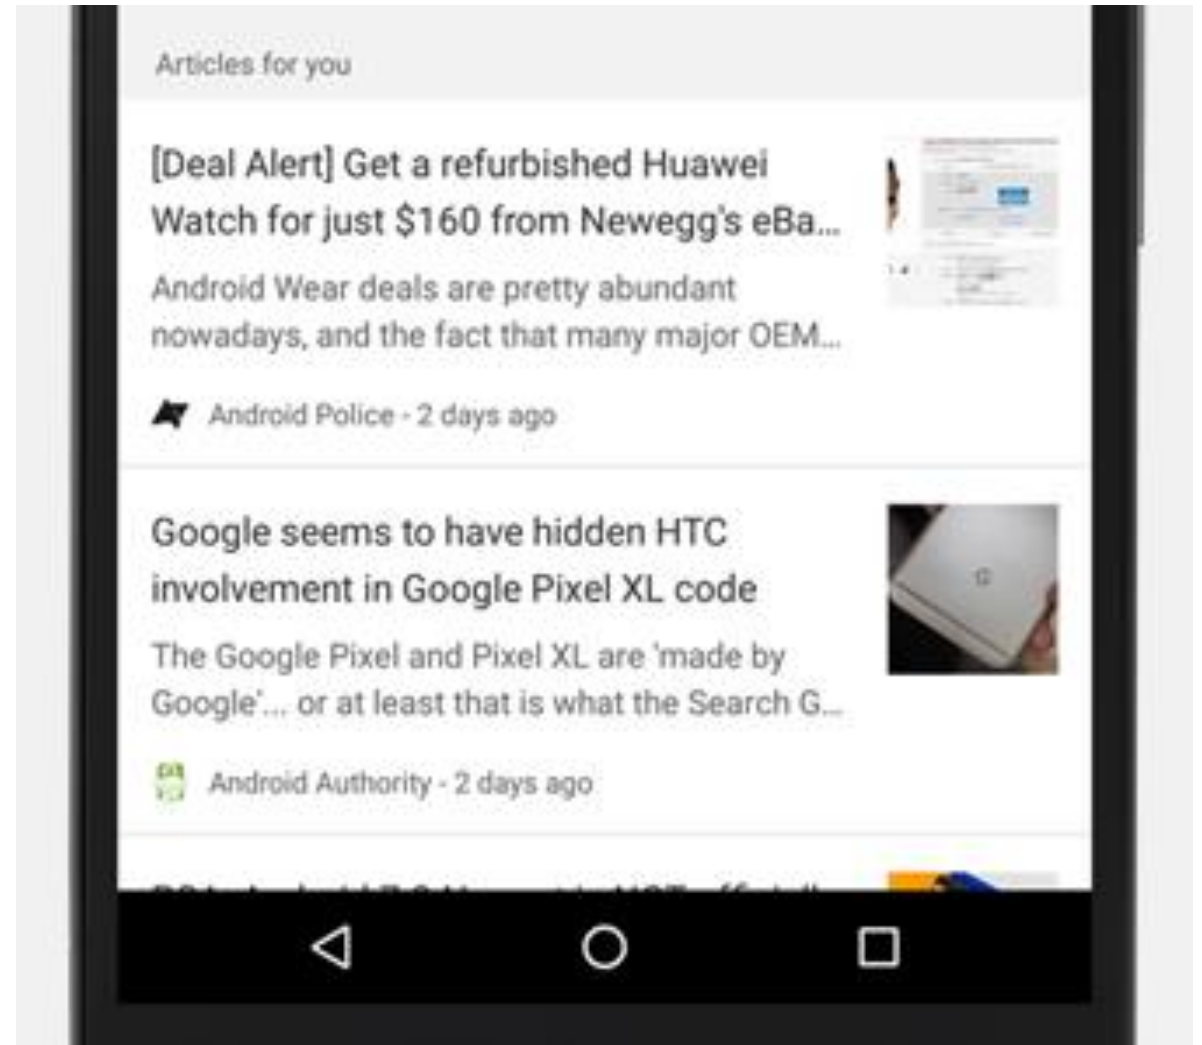 Articles for you
[Deal Alert] Get a refurbished Huawei
Watch for just $160 from Newegg's eBa...
Android Wear deals are pretty abundant
nowadays, and the fact that many major OEM...
Android Police - 2 days ago
Google seems to have hidden HTC
involvement in Google Pixel XL code
The Google Pixel and Pixel XL are 'made by
Google'... or at least that is what the Search G...
Android Authority - 2 days ago